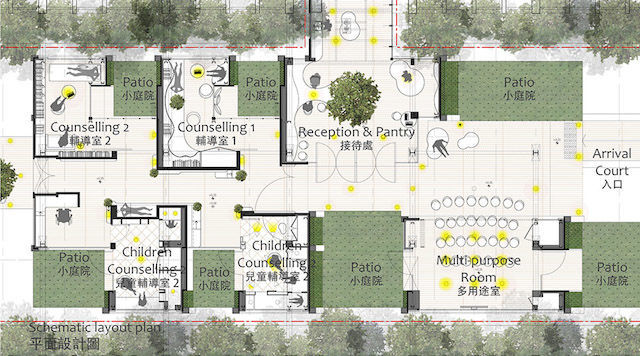 Patio
小庭院
Patio
小庭院
Patio
小庭院
Counselling 2
輔導室 2
Counselling 1
輔導室 1
Reception & Pantry
接待處
Arrival
Court
入口
Children
Counselling 2
兒童輔導室 2
Children
Counselling
兒童輔導室
Patio
小庭院
Patio
小庭院
Patio
小庭院
Multi-purpose
Room
多用途室
Patio
小庭院
Schematic layout plan
平面設計圖